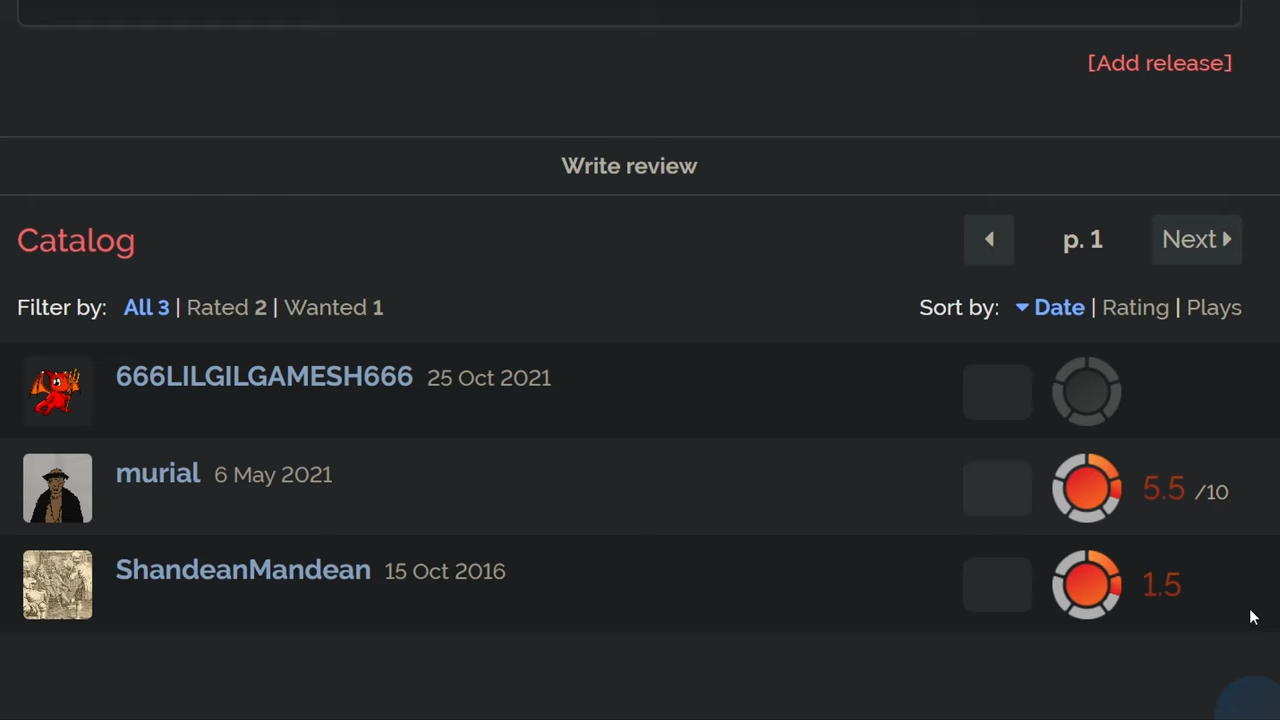 [Add release]
Write review
Catalog
p. 1
Next
Filter by: All 3 | Rated 2 | Wanted 1
Sort by: Date | Rating | Plays
666LILGILGAMESH666 25 Oct 2021
murial 6 May 2021
5.5 /10
ShandeanMandean 15 Oct 2016
1.5